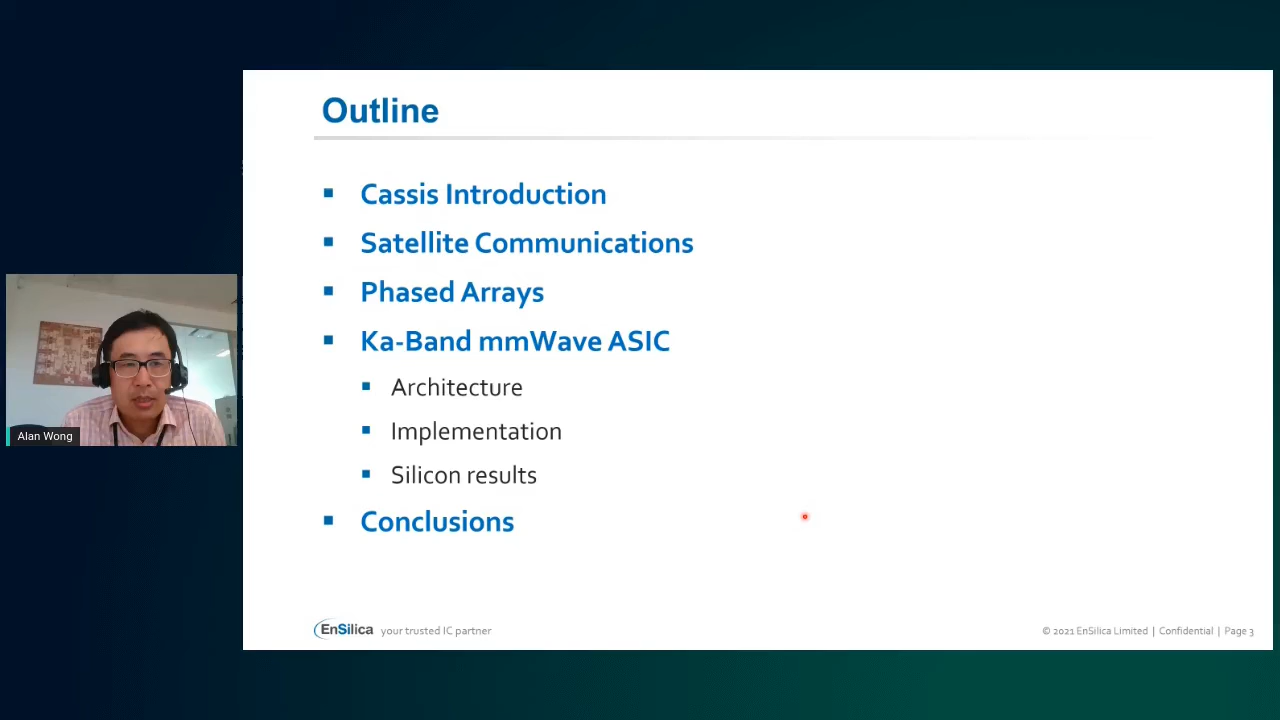 Outline
Cassis Introduction
Satellite Communications
Phased Arrays
Ka-Band mmWave ASIC
Architecture
Implementation
Silicon results
Conclusions
Alan Wong
EnSilica your trusted IC partner
© 2021 EnSilica Limited | Confidential | Page 3